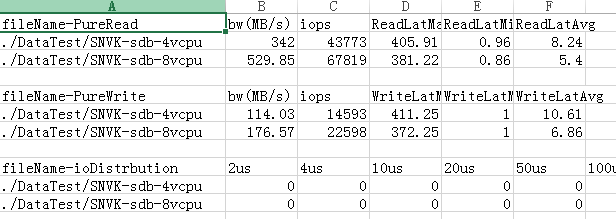 A B C D E F
fileName-PureRead bw(MB/s) iops ReadLatMa ReadLatMi ReadLatAvg
./DataTest/SNVK-sdb-4vcpu 342 43773 405.91 0.96 8.24
./DataTest/SNVK-sdb-8vcpu 529.85 67819 381.22 0.86 5.4
fileName-PureWrite bw(MB/s) iops WriteLatM WriteLatM WriteLatAvg
./DataTest/SNVK-sdb-4vcpu 114.03 14593 411.25 1 10.61
./DataTest/SNVK-sdb-8vcpu 176.57 22598 372.25 1 6.86
fileName-ioDistrbution 2us 4us 10us 20us 50us 100u
./DataTest/SNVK-sdb-4vcpu 0 0 0 0 0
./DataTest/SNVK-sdb-8vcpu 0 0 0 0 0